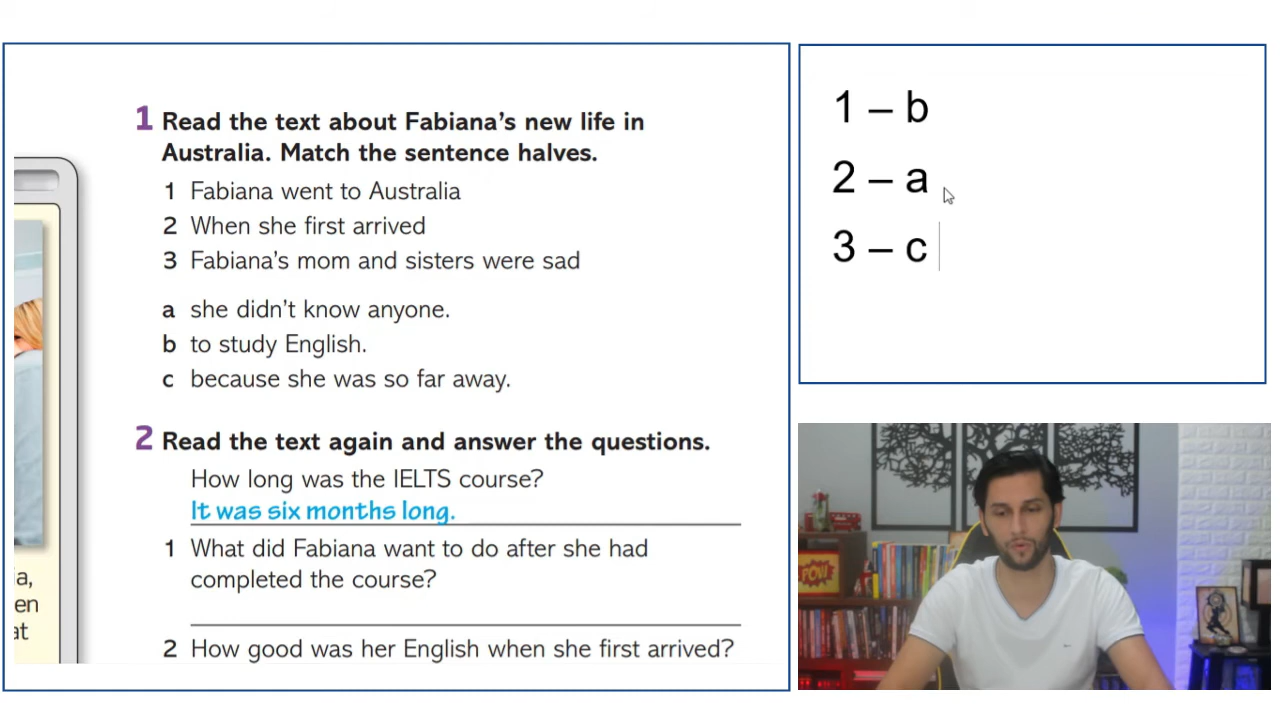 1 Read the text about Fabiana's new life in
Australia. Match the sentence halves.
1 Fabiana went to Australia
2 When she first arrived
3 Fabiana's mom and sisters were sad
a she didn't know anyone.
b to study English.
c because she was so far away.
2 Read the text again and answer the questions.
How long was the IELTS course?
It was six months long.
1 What did Fabiana want to do after she had
completed the course?
2 How good was her English when she first arrived?
a,
en
at
1 – b
2 – a
3 – c
POW!